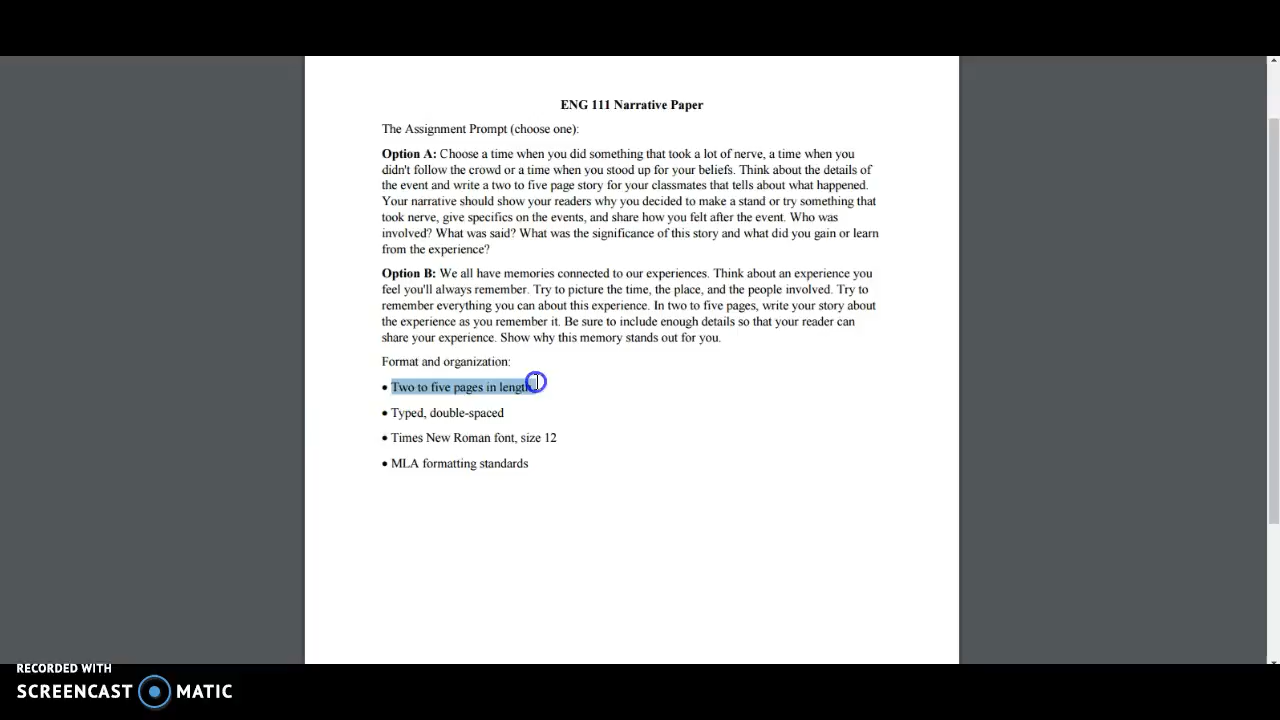 ENG 111 Narrative Paper
The Assignment Prompt (choose one):
Option A: Choose a time when you did something that took a lot of nerve, a time when you
didn't follow the crowd or a time when you stood up for your beliefs. Think about the details of
the event and write a two to five page story for your classmates that tells about what happened.
Your narrative should show your readers why you decided to make a stand or try something that
took nerve, give specifics on the events, and share how you felt after the event. Who was
involved? What was said? What was the significance of this story and what did you gain or learn
from the experience?
Option B: We all have memories connected to our experiences. Think about an experience you
feel you'll always remember. Try to picture the time, the place, and the people involved. Try to
remember everything you can about this experience. In two to five pages, write your story about
the experience as you remember it. Be sure to include enough details so that your reader can
share your experience. Show why this memory stands out for you.
Format and organization:
• Two to five pages in length
• Typed, double-spaced
• Times New Roman font, size 12
• MLA formatting standards
RECORDED WITH
SCREENCAST MATIC